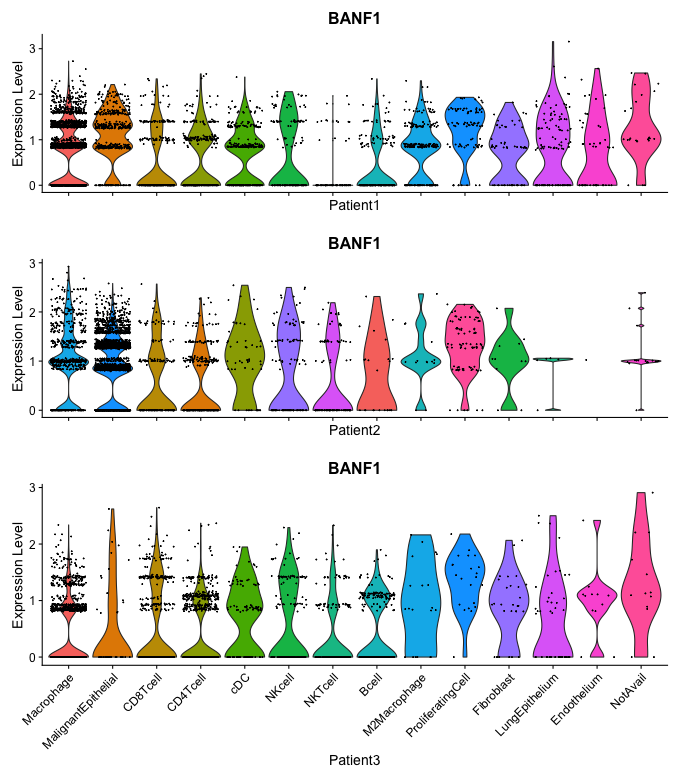 BANF1
Expression Level
3
2
1
0
Patient1
BANF1
Expression Level
3
2
1
0
Patient2
BANF1
Expression Level
3
2
1
0
Macrophage
MalignantEpithelial
CD8Tcell
CD4Tcell
cDC
NKcell
NKTcell
Bcell
M2Macrophage
ProliferatingCell
Fibroblast
LungEpithelium
Endothelium
NotAvail
Patient3